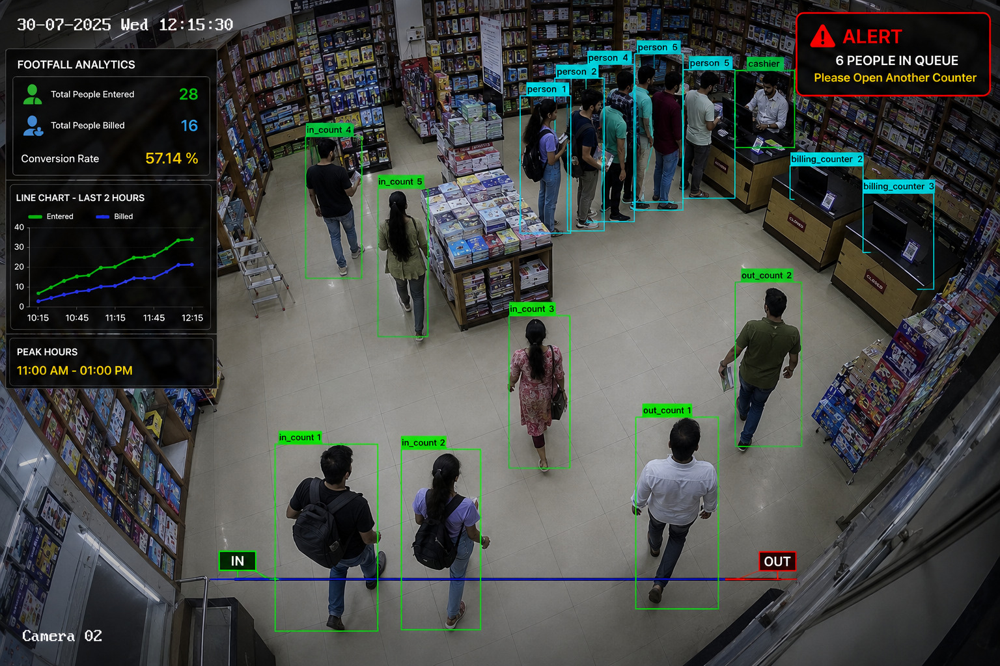 30-07-2025 Wed 12:15:30
FOOTFALL ANALYTICS
Total People Entered 28
Total People Billed 16
Conversion Rate 57.14 %
LINE CHART - LAST 2 HOURS
Entered Billed
40
30
20
10
0
10:15 10:45 11:15 11:45 12:15
PEAK HOURS
11:00 AM - 01:00 PM
ALERT
6 PEOPLE IN QUEUE
Please Open Another Counter
person 6
person 4
person 5
cashier
person 2
person 1
in_count 4
billing_counter 2
in_count 5
billing_counter 3
CLOSED
CLOSED
CLOSED
out_count 2
in_count 3
out_count 1
in_count 1
in_count 2
IN
OUT
Camera 02